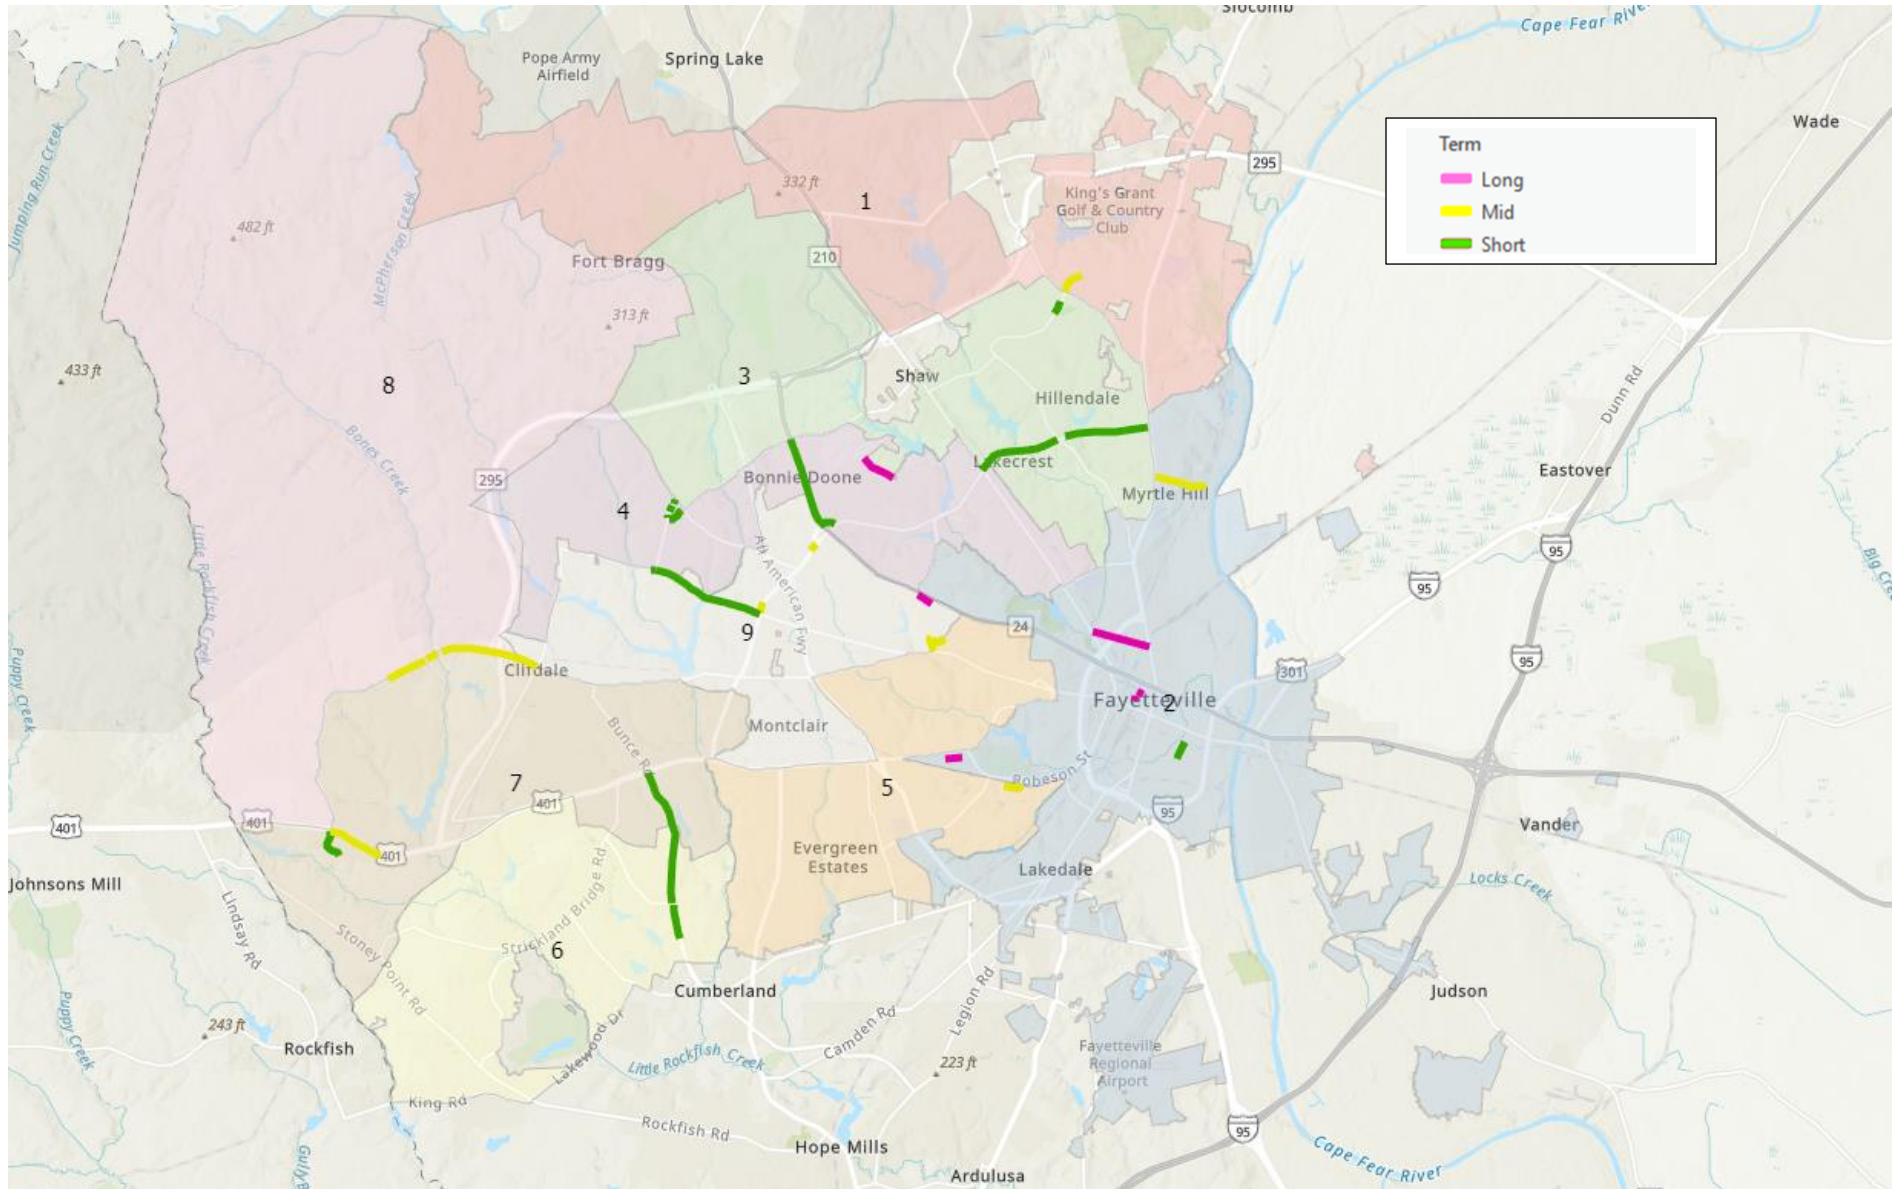 Slocomb
Cape Fear River
Pope Army
Airfield
Spring Lake
Wade
Term
Long
Mid
Short
295
Jumping Run Creek
332 ft
1
King's Grant
Golf & Country
Club
482 ft
McPherson Creek
Fort Bragg
210
313 ft
433 ft
8
3
Shaw
Hillendale
Dunn Rd
Bones Creek
295
Bonnie Doone
Lakecrest
Myrtle Hill
Eastover
4
95
Little Rockfish Creek
All American Fwy
95
Big Cre
9
24
95
Puppy Creek
Clifdale
301
Fayetteville
2
Montclair
Bunce Rd
Robeson St
7
401
5
95
401
401
401
Vander
Evergreen
Estates
Lakedale
Johnsons Mill
Locks Creek
Lindsay Rd
Strickland Bridge Rd
6
Stoney Point Rd
Cumberland
Legion Rd
Judson
Puppy Creek
243 ft
Rockfish
Lakewood Dr
Camden Rd
Little Rockfish Creek
223 ft
Fayetteville
Regional
Airport
King Rd
Rockfish Rd
95
Hope Mills
Cape Fear River
Ardulusa